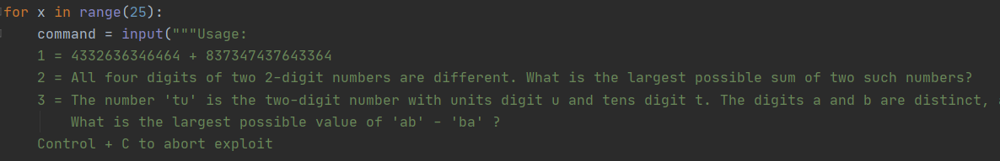 for x in range(25):
command = input("""Usage:
1 = 4332636346464 + 837347437643364
2 = All four digits of two 2-digit numbers are different. What is the largest possible sum of two such numbers?
3 = The number 'tu' is the two-digit number with units digit u and tens digit t. The digits a and b are distinct,
What is the largest possible value of 'ab' - 'ba' ?
Control + C to abort exploit